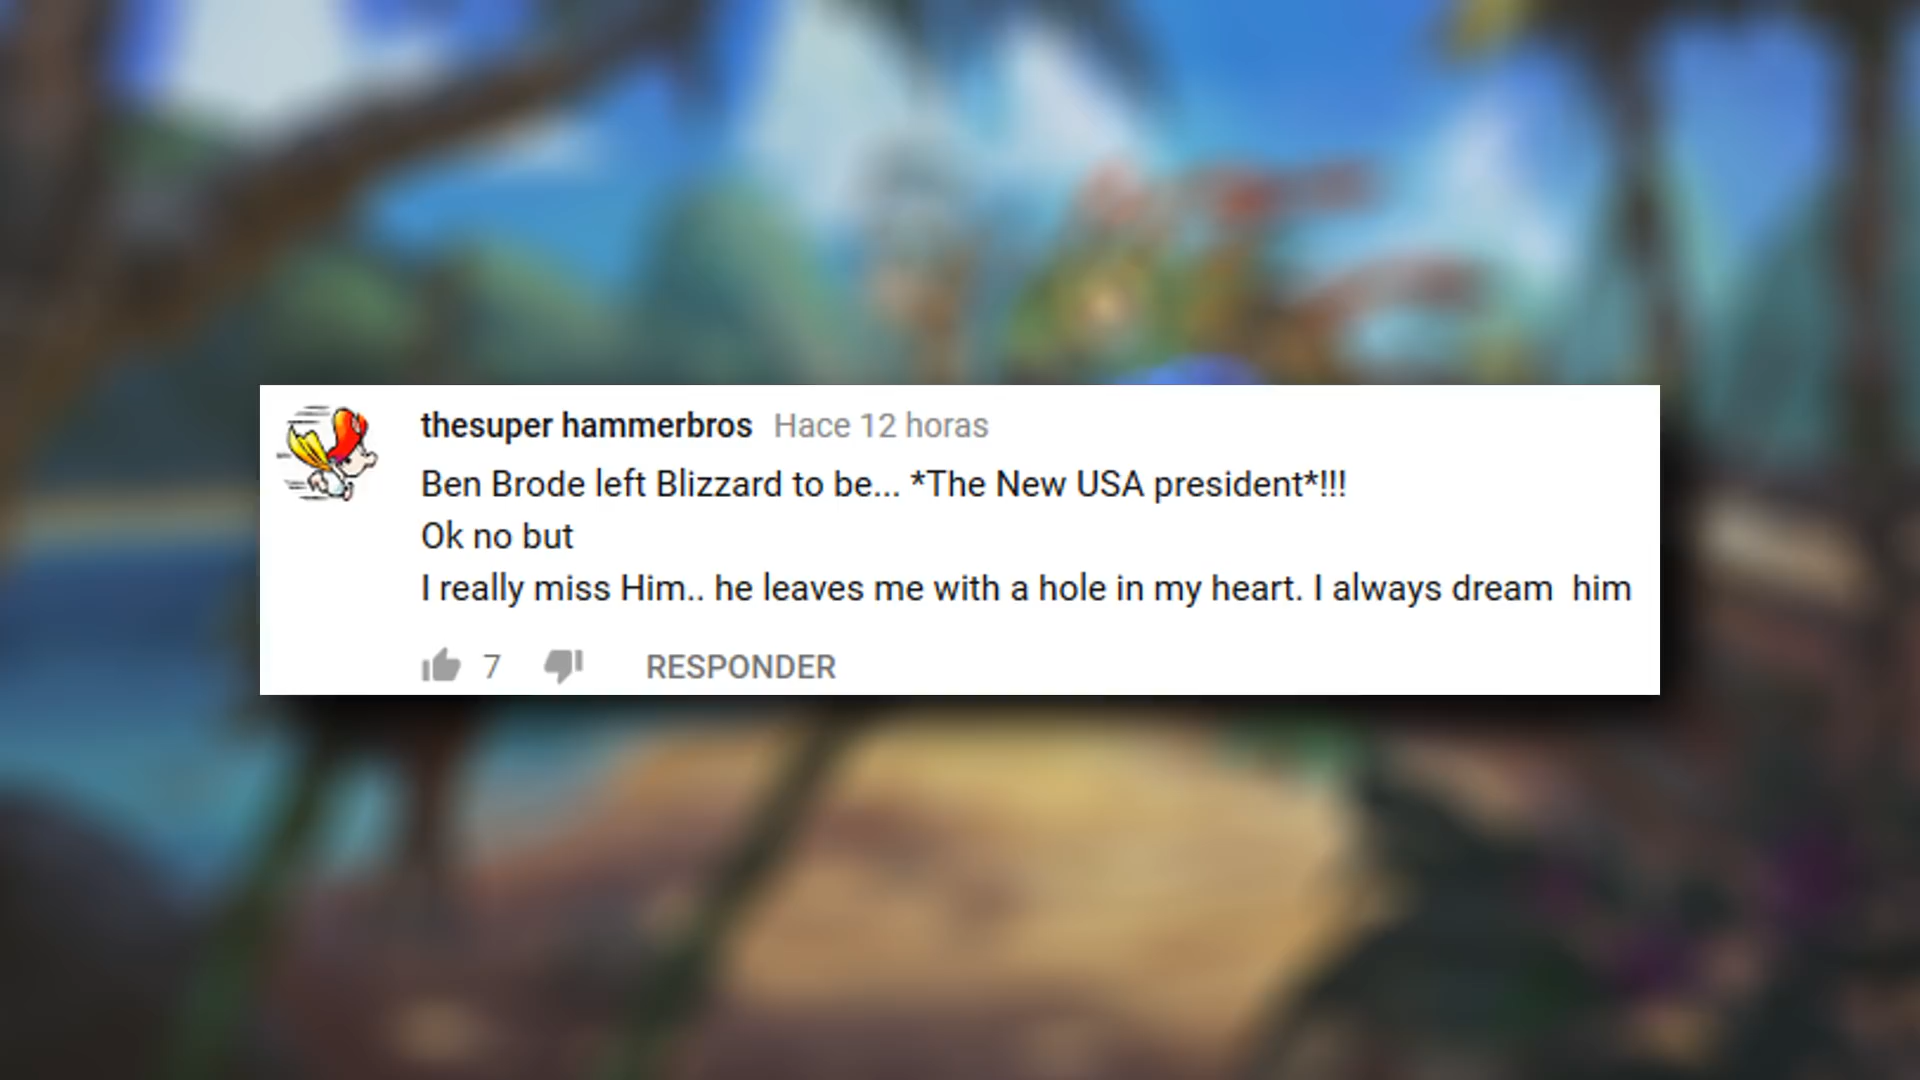 thesuper hammerbros Hace 12 horas
Ben Brode left Blizzard to be... *The New USA president*!!!
Ok no but
I really miss Him.. he leaves me with a hole in my heart. I always dream  him
7 RESPONDER